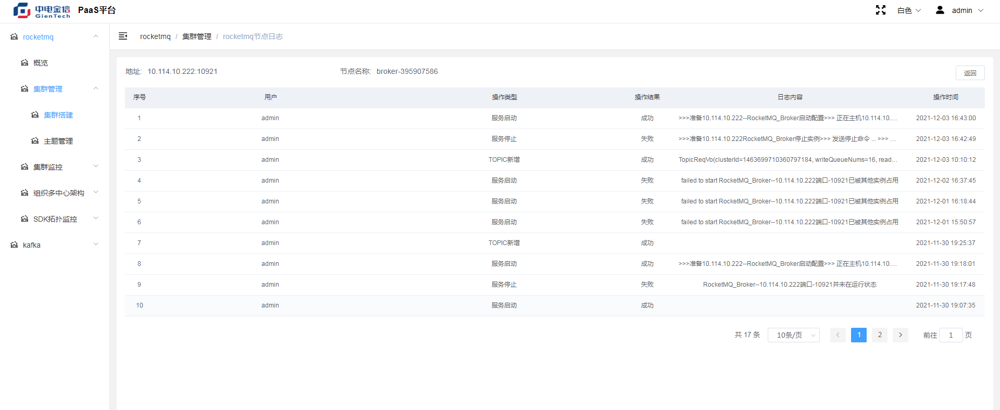 中电金信
GienTech
PaaS平台
白色
admin
rocketmq
概览
集群管理
集群搭建
主题管理
集群监控
组织多中心架构
SDK拓扑监控
kafka
rocketmq / 集群管理 / rocketmq节点日志
地址: 10.114.10.222:10921 节点名称: broker-395907586 返回
序号 用户 操作类型 操作结果 日志内容 操作时间
1 admin 服务启动 成功 >>>准备10.114.10.222--RocketMQ_Broker启动配置>>> 正在主机10.114.10.... 2021-12-03 16:43:00
2 admin 服务停止 失败 >>>准备10.114.10.222RocketMQ_Broker停止实例>>> 发送停止命令 ... >>> ... 2021-12-03 16:42:49
3 admin TOPIC新增 成功 TopicReqVo(clusterId=1463699710360797184, writeQueueNums=16, read... 2021-12-03 10:10:12
4 admin 服务启动 失败 failed to start RocketMQ_Broker--10.114.10.222端口-10921已被其他实例占用 2021-12-02 16:37:45
5 admin 服务启动 失败 failed to start RocketMQ_Broker--10.114.10.222端口-10921已被其他实例占用 2021-12-01 16:18:44
6 admin 服务启动 失败 failed to start RocketMQ_Broker--10.114.10.222端口-10921已被其他实例占用 2021-12-01 15:50:57
7 admin TOPIC新增 成功 2021-11-30 19:25:37
8 admin 服务启动 成功 >>>准备10.114.10.222--RocketMQ_Broker启动配置>>> 正在主机10.114.10.... 2021-11-30 19:18:01
9 admin 服务停止 失败 RocketMQ_Broker--10.114.10.222端口-10921并未在运行状态 2021-11-30 19:17:48
10 admin 服务启动 成功 2021-11-30 19:07:35
共 17 条 10条/页 1 2 前往 1 页